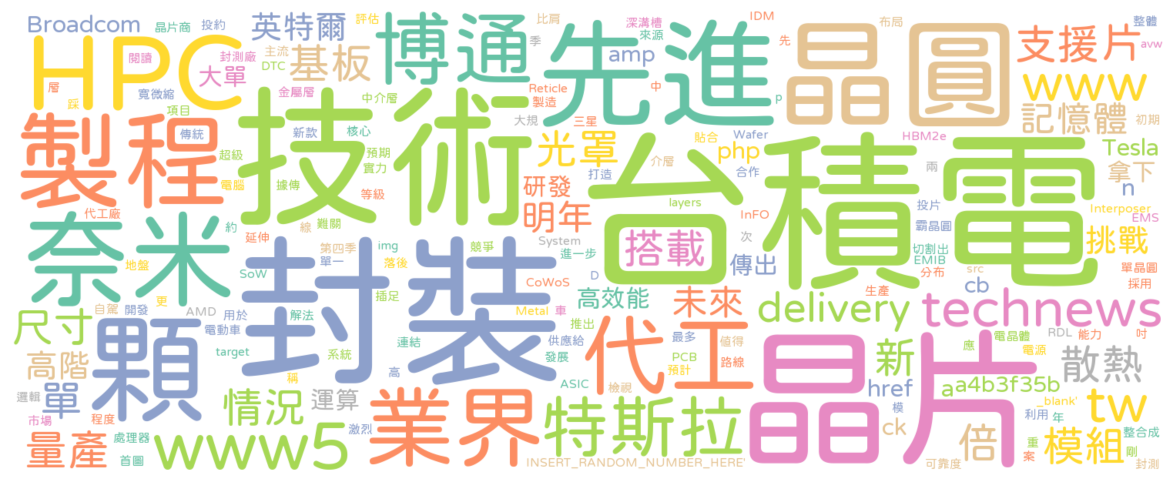 Broadcom
晶片商
投約
英特爾
評估
博通
比肩
深溝槽
來源
IDM
先
布局
整體
avw
HPC
閱讀
封測廠
大單
主流
DTC
基板
季
amp
先進
晶圓
支援片
www
層
踩
寬微縮
項目
金屬層
中介層
Reticle
製造
中
p
記憶體
初期
製程
傳統
技術
新款
核心
大規
三星
貼合
Wafer
HBM2e
超級
預期
實力
光罩
介層
php
合作
兩
Tesla
電腦
據傳
等級
研發
打造
台積電
拿下
n
代工廠
約
延伸
線
難關
明年
layers
InFO
投片
霸晶圓
Interposer
EMS
奈米
第四季
單一
img
落後
競爭
System
進一步
搭載
次
傳出
切割出
EMIB
分布
挑戰
單晶圓
採用
地盤
SoW
封裝
插足
CoWoS
D
高效能
未來
生產
src
cb
更
尺寸
自駕
開發
顆
AMD
用於
電動車
解法
連結
Metal
車
推出
供應給
發展
代工
最多
值得
delivery
technews
高階
target
系統
稱
高
PCB
預計
路線
晶片
新
應
電晶體
電源
RDL
能力
吋
散熱
邏輯
單
情況
運算
ASIC
檢視
href
aa4b3f35b
_blank'
市場
程度
量產
處理器
首圖
www5
激烈
業界
特斯拉
模
ck
倍
利用
年
重
案
tw
模組
整合成
剛
INSERT_RANDOM_NUMBER_HERE'
可靠度
封測